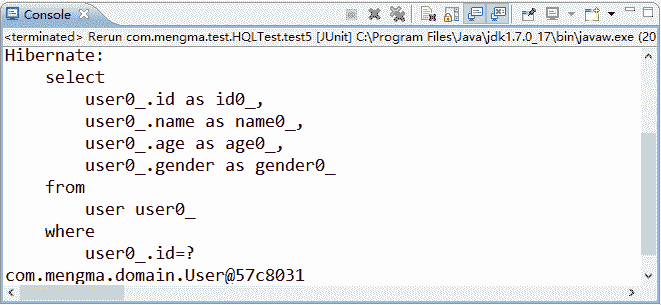 Console
<terminated> Rerun com.mengma.test.HQLTest.test5 [JUnit] C:\Program Files\Java\jdk1.7.0_17\bin\javaw.exe (20
Hibernate:
    select
        user0_.id as id0_,
        user0_.name as name0_,
        user0_.age as age0_,
        user0_.gender as gender0_
    from
        user user0_
    where
        user0_.id=?
com.mengma.domain.User@57c8031